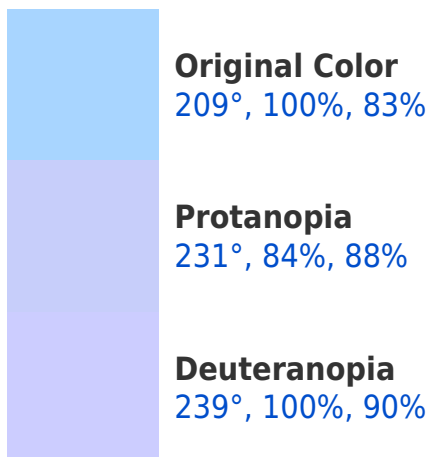 Original Color
209°, 100%, 83%
Protanopia
231°, 84%, 88%
Deuteranopia
239°, 100%, 90%